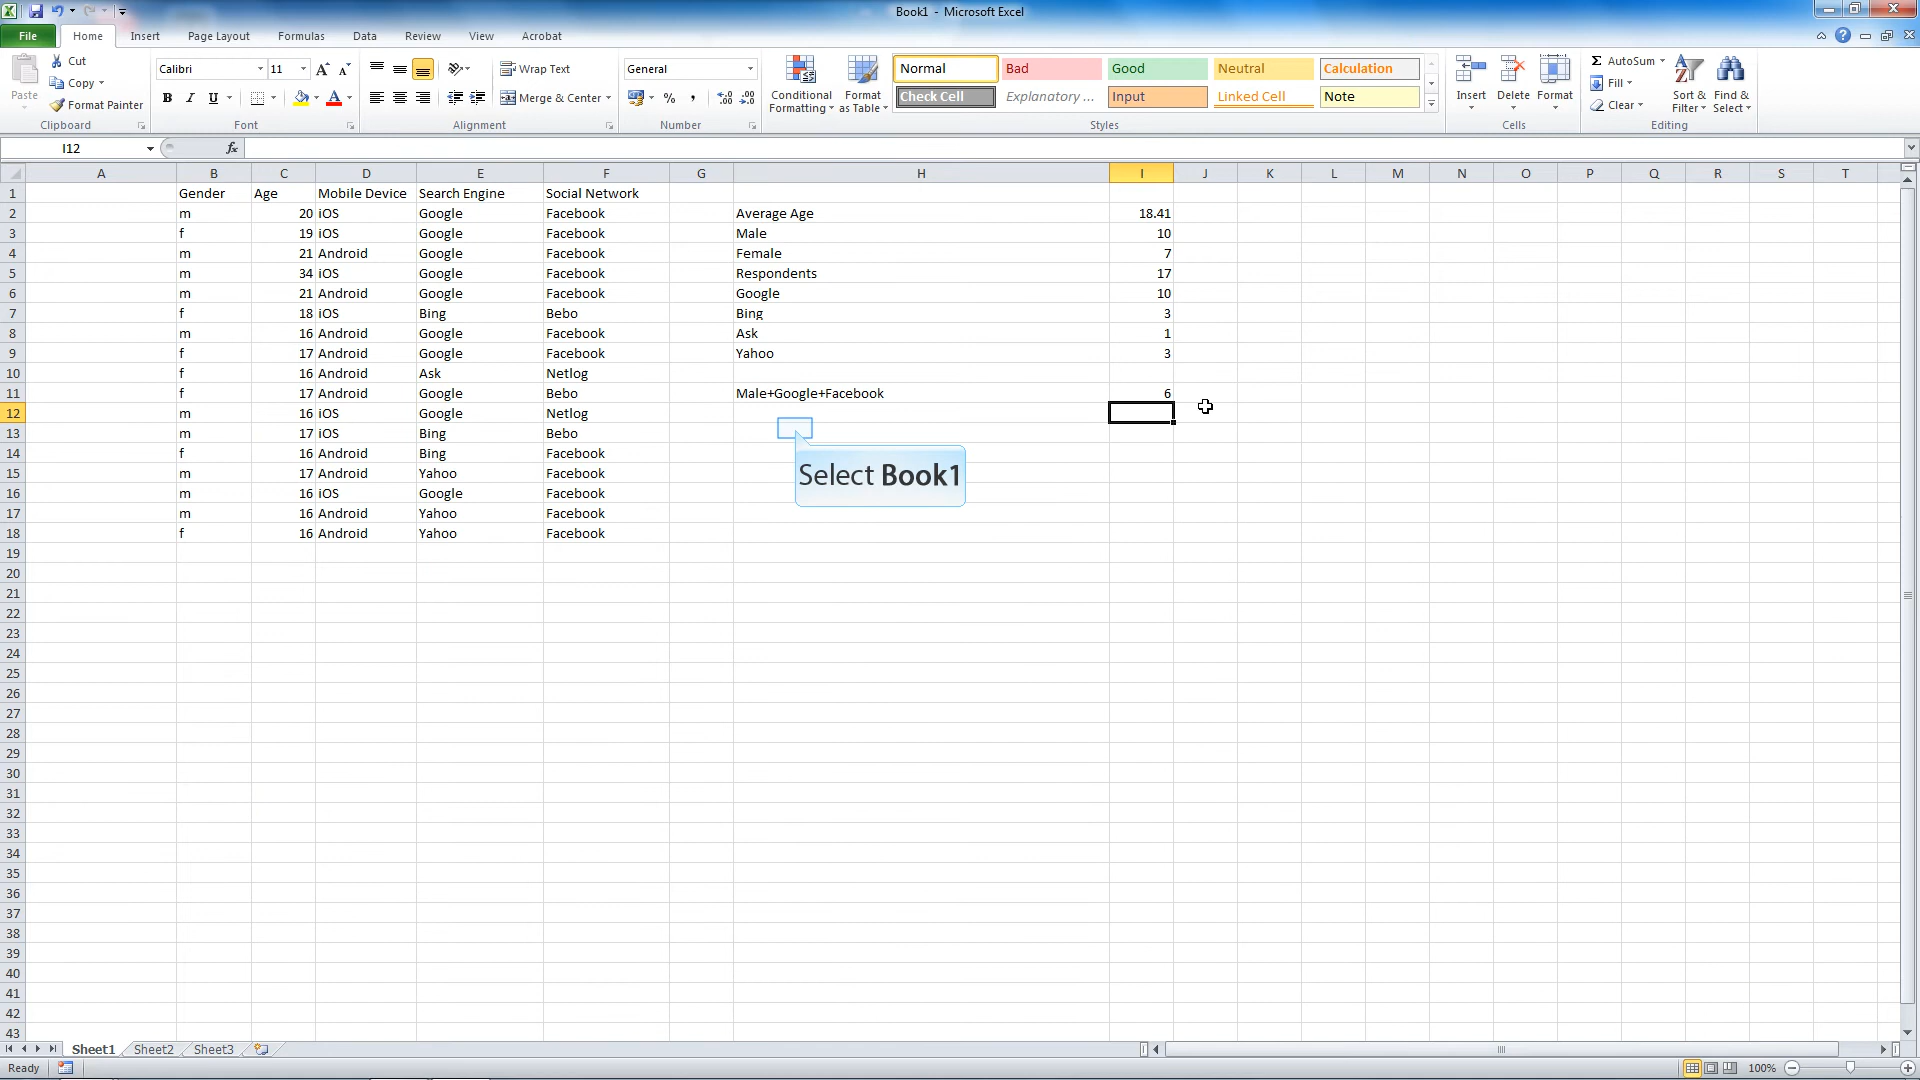 Book1 - Microsoft Excel
File Home Insert Page Layout Formulas Data Review View Acrobat
Cut
Copy
Format Painter
Paste
Clipboard
Calibri 11
B I U
Font
Wrap Text
Merge & Center
Alignment
General
Number
Conditional Formatting
Format as Table
Normal Bad Good Neutral Calculation
Check Cell Explanatory ... Input Linked Cell Note
Styles
Insert Delete Format
Cells
AutoSum
Fill
Clear
Sort & Filter
Find & Select
Editing
I12 fx
A B C D E F G H I J K L M N O P Q R S T
1 Gender Age Mobile Device Search Engine Social Network
2 m 20 iOS Google Facebook Average Age 18.41
3 f 19 iOS Google Facebook Male 10
4 m 21 Android Google Facebook Female 7
5 m 34 iOS Google Facebook Respondents 17
6 m 21 Android Google Facebook Google 10
7 f 18 iOS Bing Bebo Bing 3
8 m 16 Android Google Facebook Ask 1
9 f 17 Android Google Facebook Yahoo 3
10 f 16 Android Ask Netlog
11 f 17 Android Google Bebo Male+Google+Facebook 6
12 m 16 iOS Google Netlog
13 m 17 iOS Bing Bebo
14 f 16 Android Bing Facebook
Select Book1
15 m 17 Android Yahoo Facebook
16 m 16 iOS Google Facebook
17 m 16 Android Yahoo Facebook
18 f 16 Android Yahoo Facebook
19
20
21
22
23
24
25
26
27
28
29
30
31
32
33
34
35
36
37
38
39
40
41
42
43
Sheet1 Sheet2 Sheet3
Ready 100%